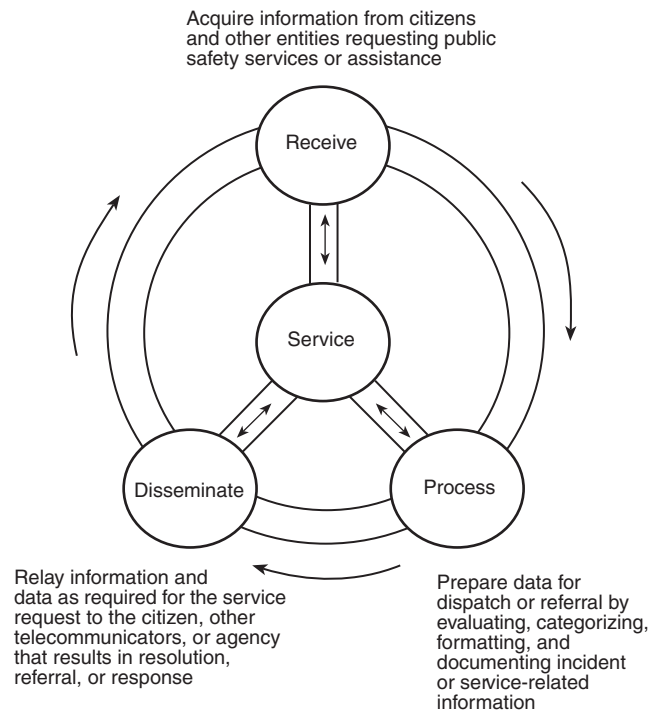 Acquire information from citizens
and other entities requesting public
safety services or assistance
Receive
Service
Disseminate
Process
Relay information and
data as required for the service
request to the citizen, other
telecommunicators, or agency
that results in resolution,
referral, or response
Prepare data for
dispatch or referral by
evaluating, categorizing,
formatting, and
documenting incident
or service-related
information